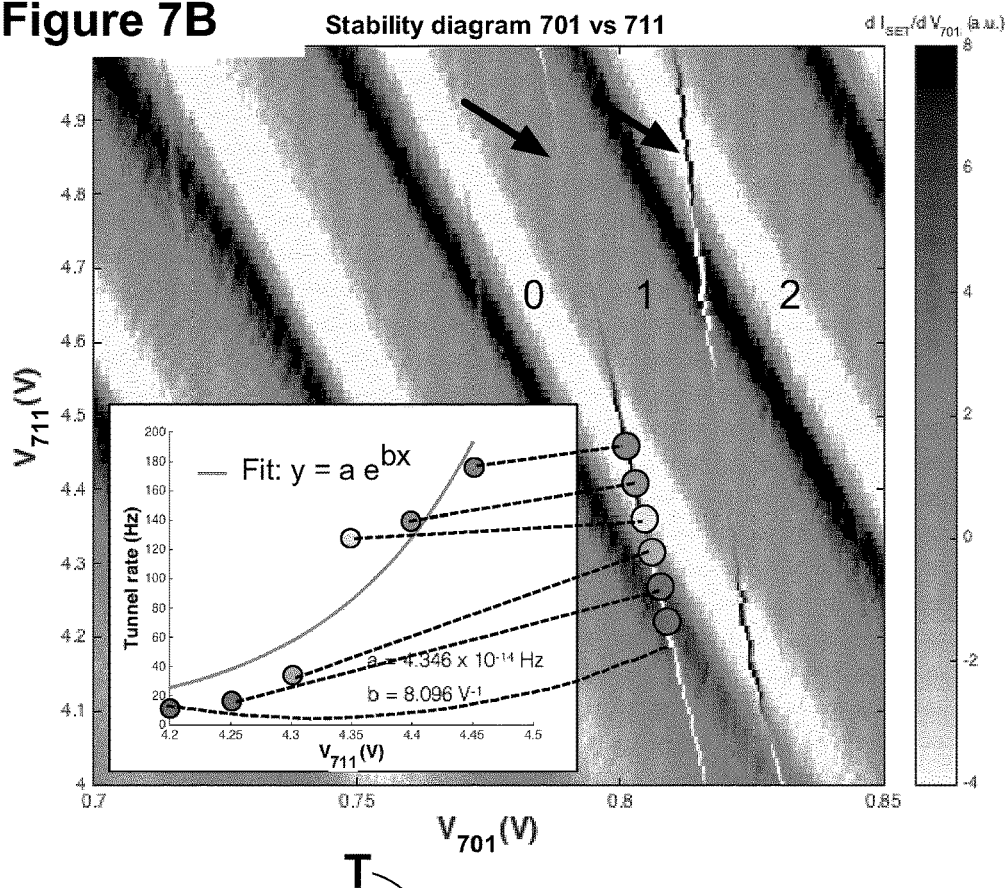 Figure 7B
Stability diagram 701 vs 711
d I_SET/d V_701 (a.u.)
8
6
4
2
0
-2
-4
V_711(V)
4.9
4.8
4.7
4.6
4.5
4.4
4.3
4.2
4.1
4
0 1 2
Tunnel rate (Hz)
200
180
160
140
120
100
80
60
40
20
0
Fit: y = a e^bx
a = 4.346 x 10^-14 Hz
b = 8.096 V^-1
4.2 4.25 4.3 4.35 4.4 4.45 4.5
V_711(V)
0.7 0.75 0.8 0.85
V_701(V)
T